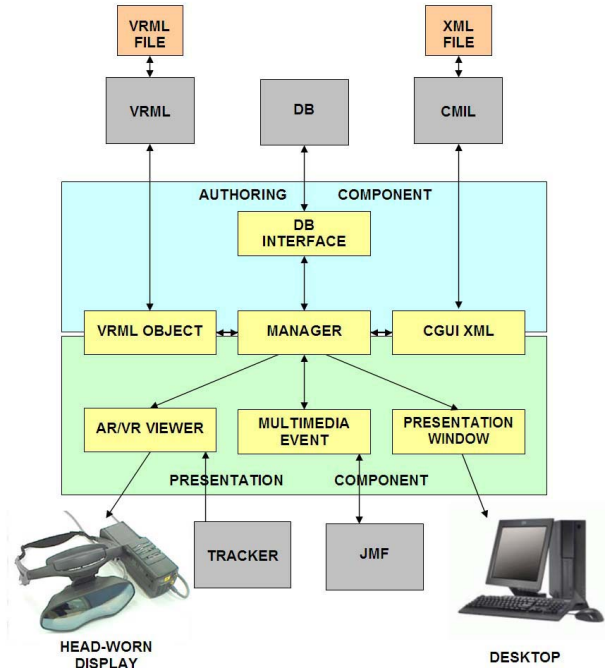 VRML
FILE
XML
FILE
VRML
DB
CMIL
AUTHORING COMPONENT
DB
INTERFACE
VRML OBJECT
MANAGER
CGUI XML
AR/VR VIEWER
MULTIMEDIA
EVENT
PRESENTATION
WINDOW
PRESENTATION COMPONENT
TRACKER
JMF
HEAD-WORN
DISPLAY
DESKTOP